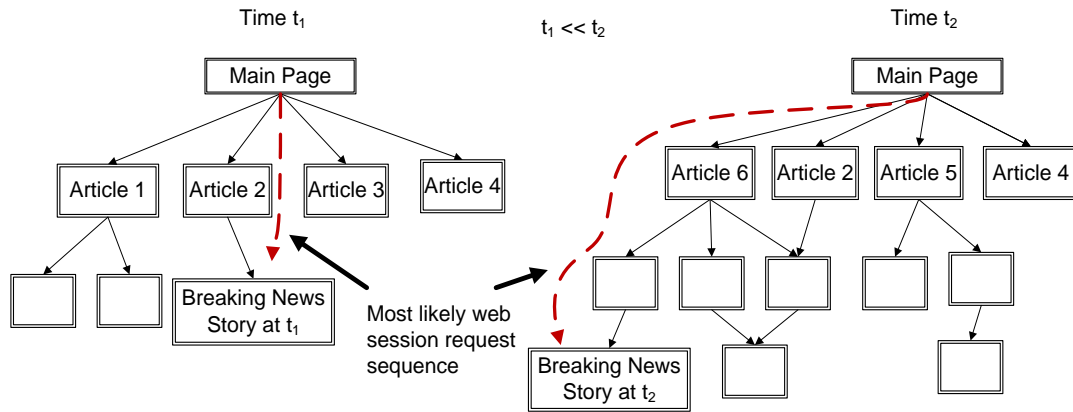 Time t₁
t₁ << t₂
Time t₂
Main Page
Main Page
Article 1
Article 2
Article 3
Article 4
Article 6
Article 2
Article 5
Article 4
Breaking News
Story at t₁
Most likely web
session request
sequence
Breaking News
Story at t₂